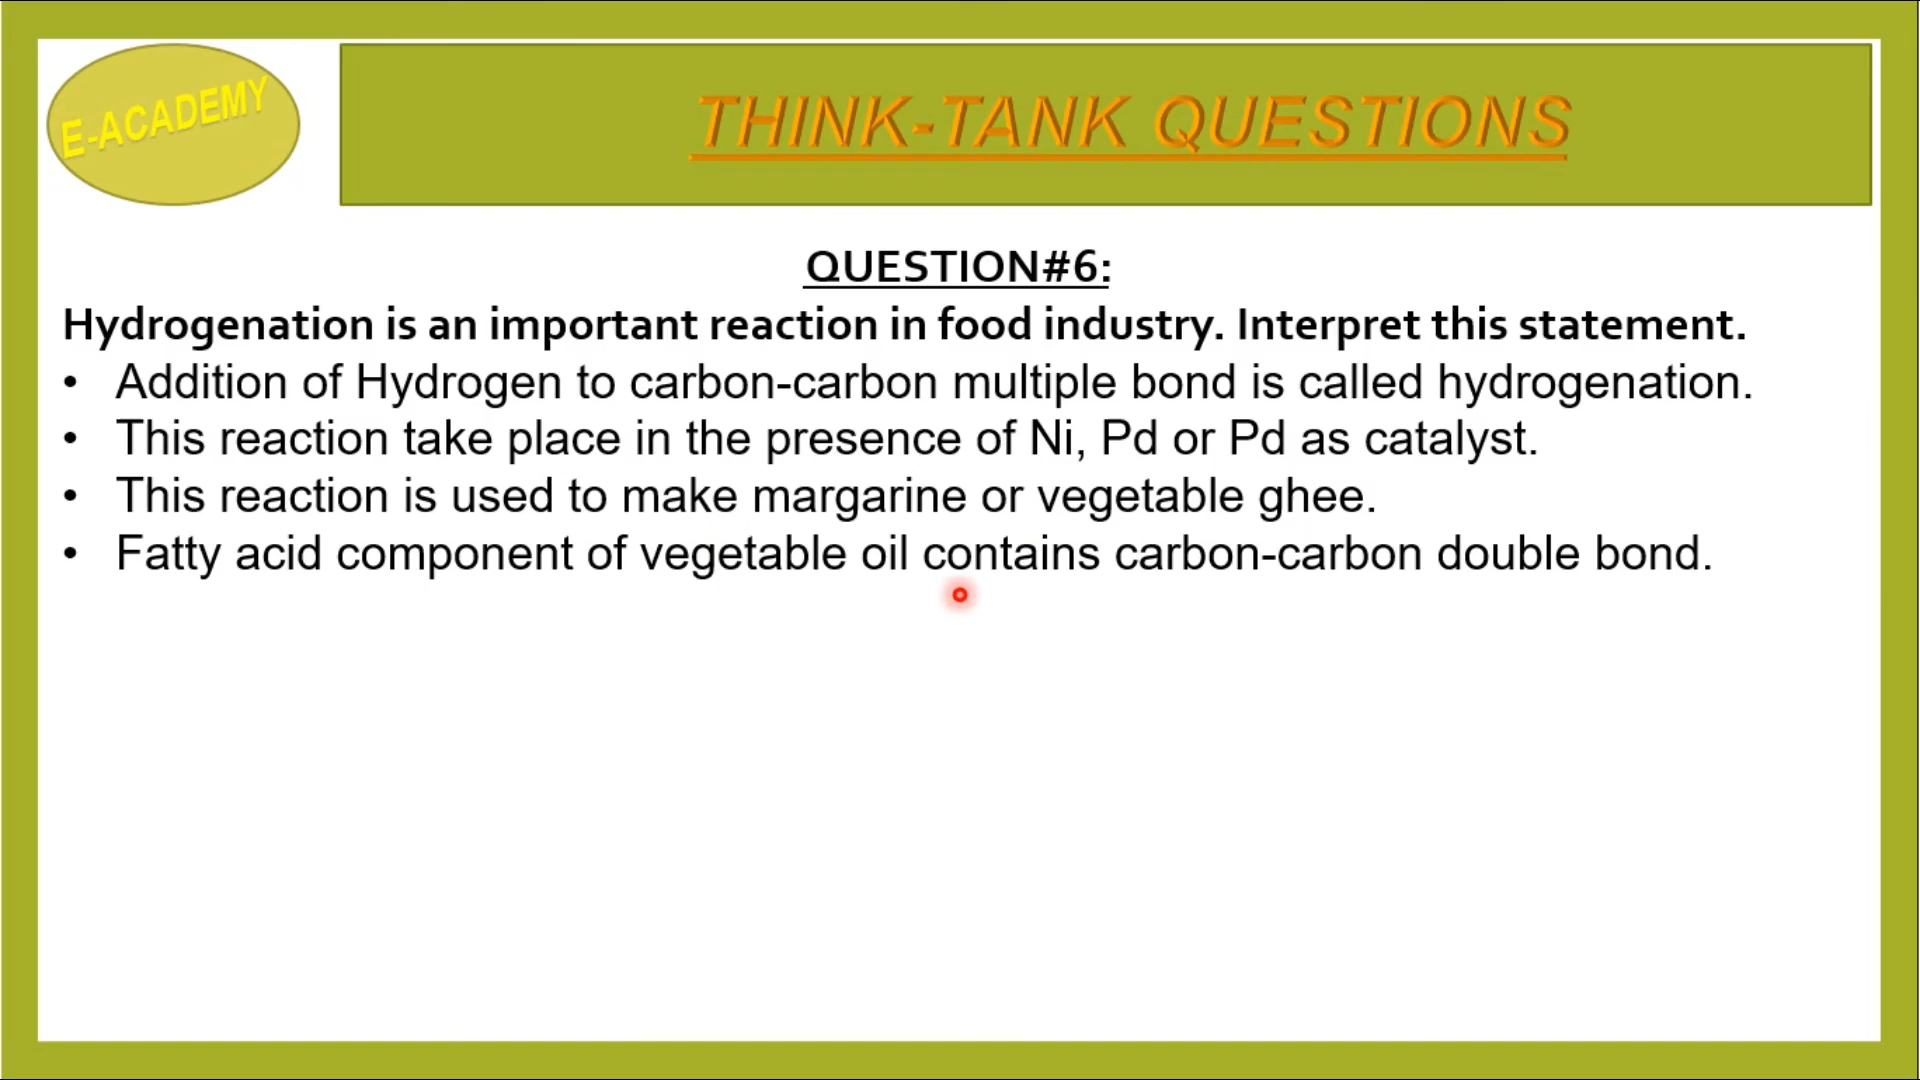 E-ACADEMY
THINK-TANK QUESTIONS
QUESTION#6:
Hydrogenation is an important reaction in food industry. Interpret this statement.
• Addition of Hydrogen to carbon-carbon multiple bond is called hydrogenation.
• This reaction take place in the presence of Ni, Pd or Pd as catalyst.
• This reaction is used to make margarine or vegetable ghee.
• Fatty acid component of vegetable oil contains carbon-carbon double bond.